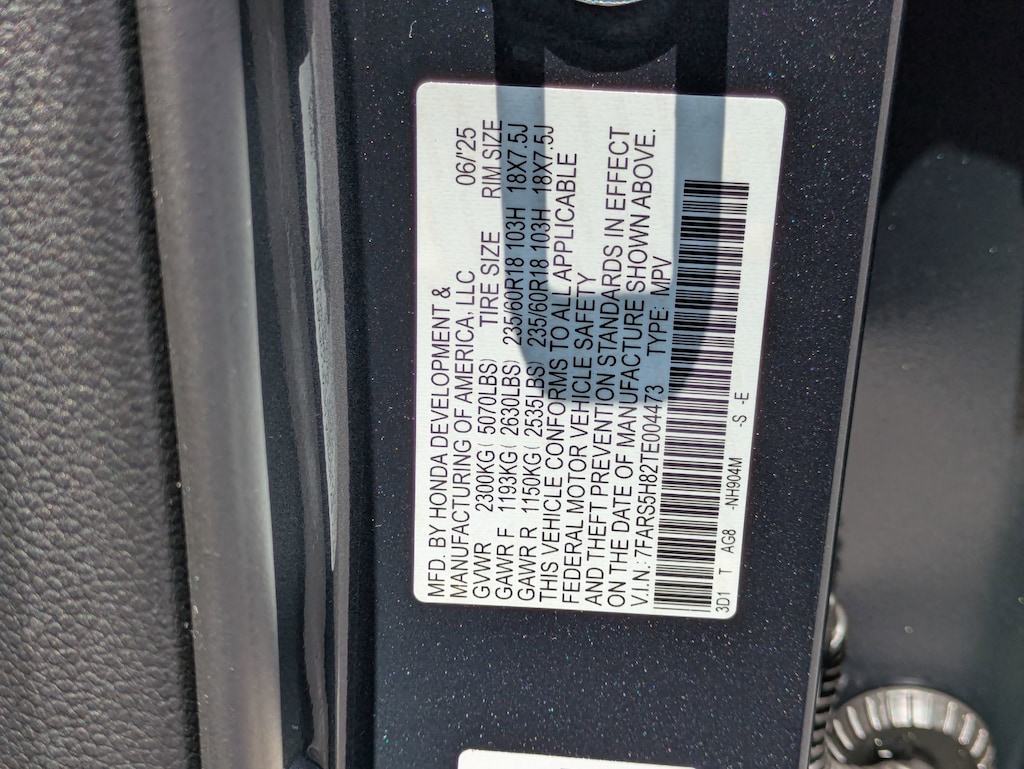 MFD. BY HONDA DEVELOPMENT &
MANUFACTURING OF AMERICA, LLC 06/'25
GVWR 2300KG( 5070LBS) TIRE SIZE RIM SIZE
GAWR F 1193KG( 2630LBS) 235/60R18 103H 18X7.5J
GAWR R 1150KG( 2535LBS) 235/60R18 103H 18X7.5J
THIS VEHICLE CONFORMS TO ALL APPLICABLE
FEDERAL MOTOR VEHICLE SAFETY
AND THEFT PREVENTION STANDARDS IN EFFECT
ON THE DATE OF MANUFACTURE SHOWN ABOVE.
V.I.N.: 7FARS5H82TE004473 TYPE: MPV
3D1 T AG8 -NH904M -S -E